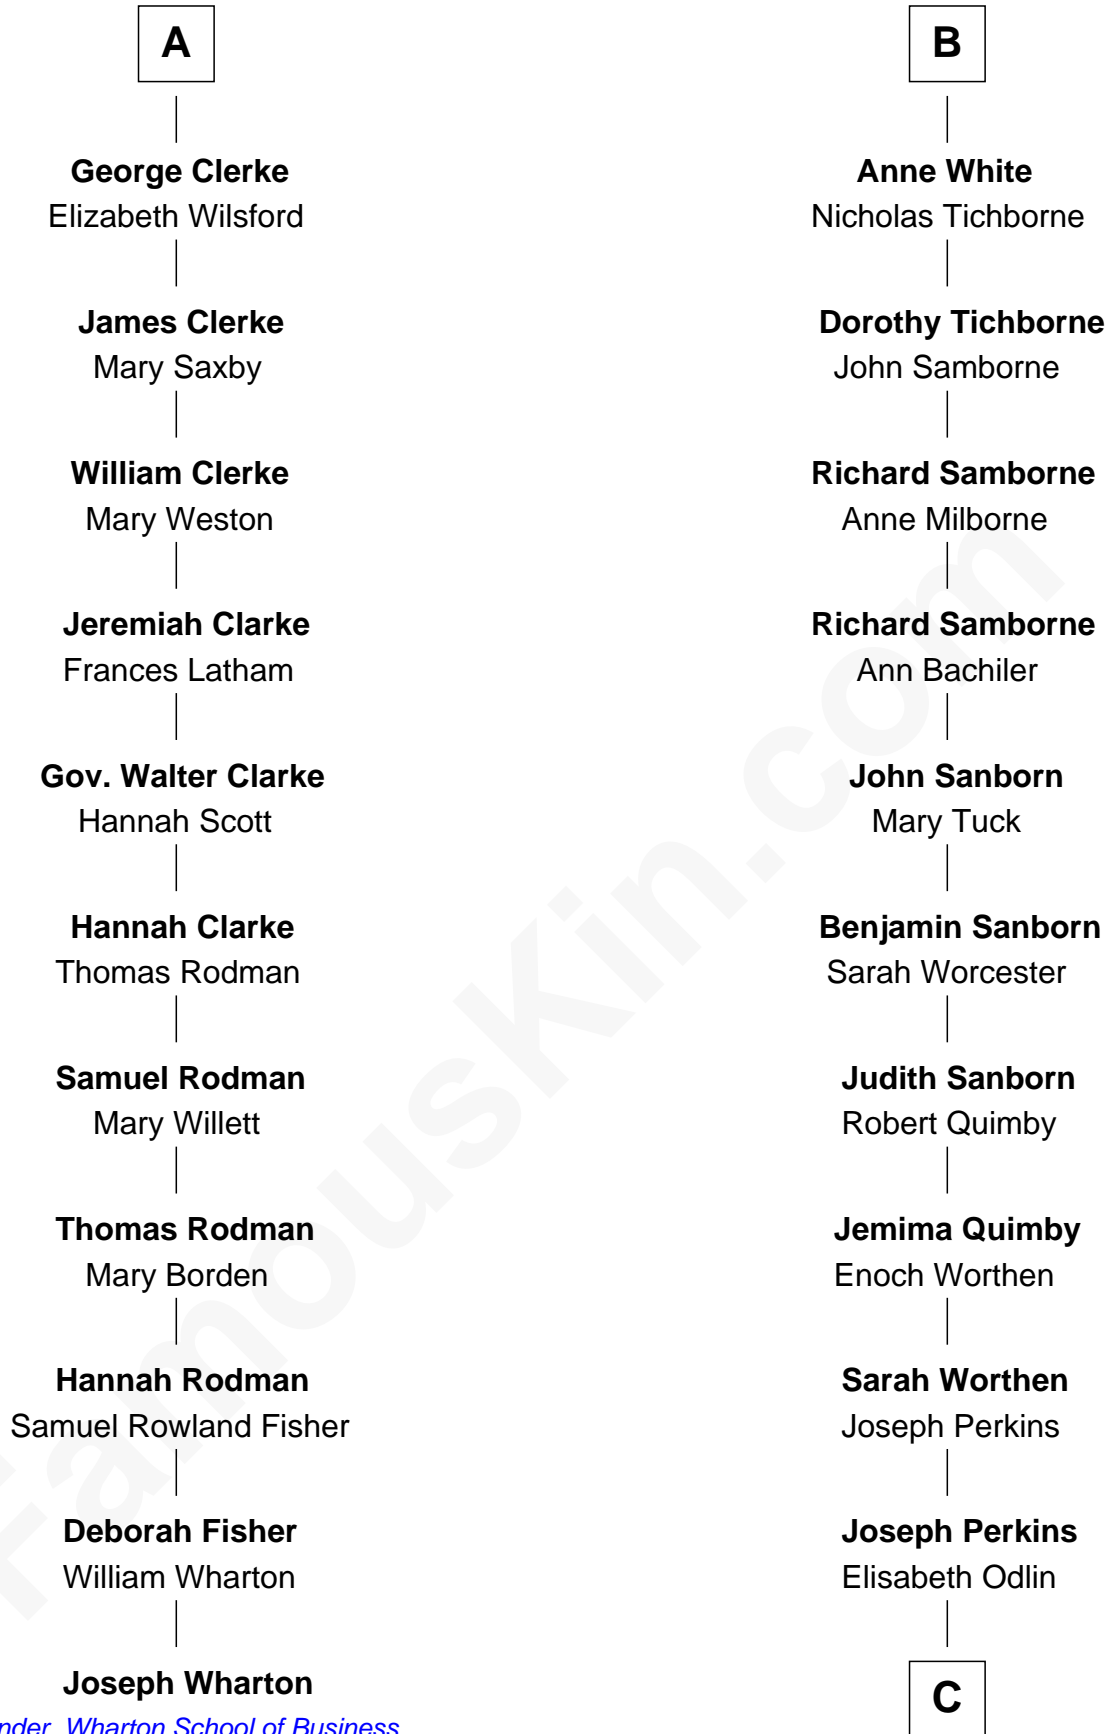 A
George Clerke
Elizabeth Wilsford
James Clerke
Mary Saxby
William Clerke
Mary Weston
Jeremiah Clarke
Frances Latham
Gov. Walter Clarke
Hannah Scott
Hannah Clarke
Thomas Rodman
Samuel Rodman
Mary Willett
Thomas Rodman
Mary Borden
Hannah Rodman
Samuel Rowland Fisher
Deborah Fisher
William Wharton
Joseph Wharton
Wharton School of Business
B
Anne White
Nicholas Tichborne
Dorothy Tichborne
John Samborne
Richard Samborne
Anne Milborne
Richard Samborne
Ann Bachiler
John Sanborn
Mary Tuck
Benjamin Sanborn
Sarah Worcester
Judith Sanborn
Robert Quimby
Jemima Quimby
Enoch Worthen
Sarah Worthen
Joseph Perkins
Joseph Perkins
Elisabeth Odlin
C
FamousKin.com